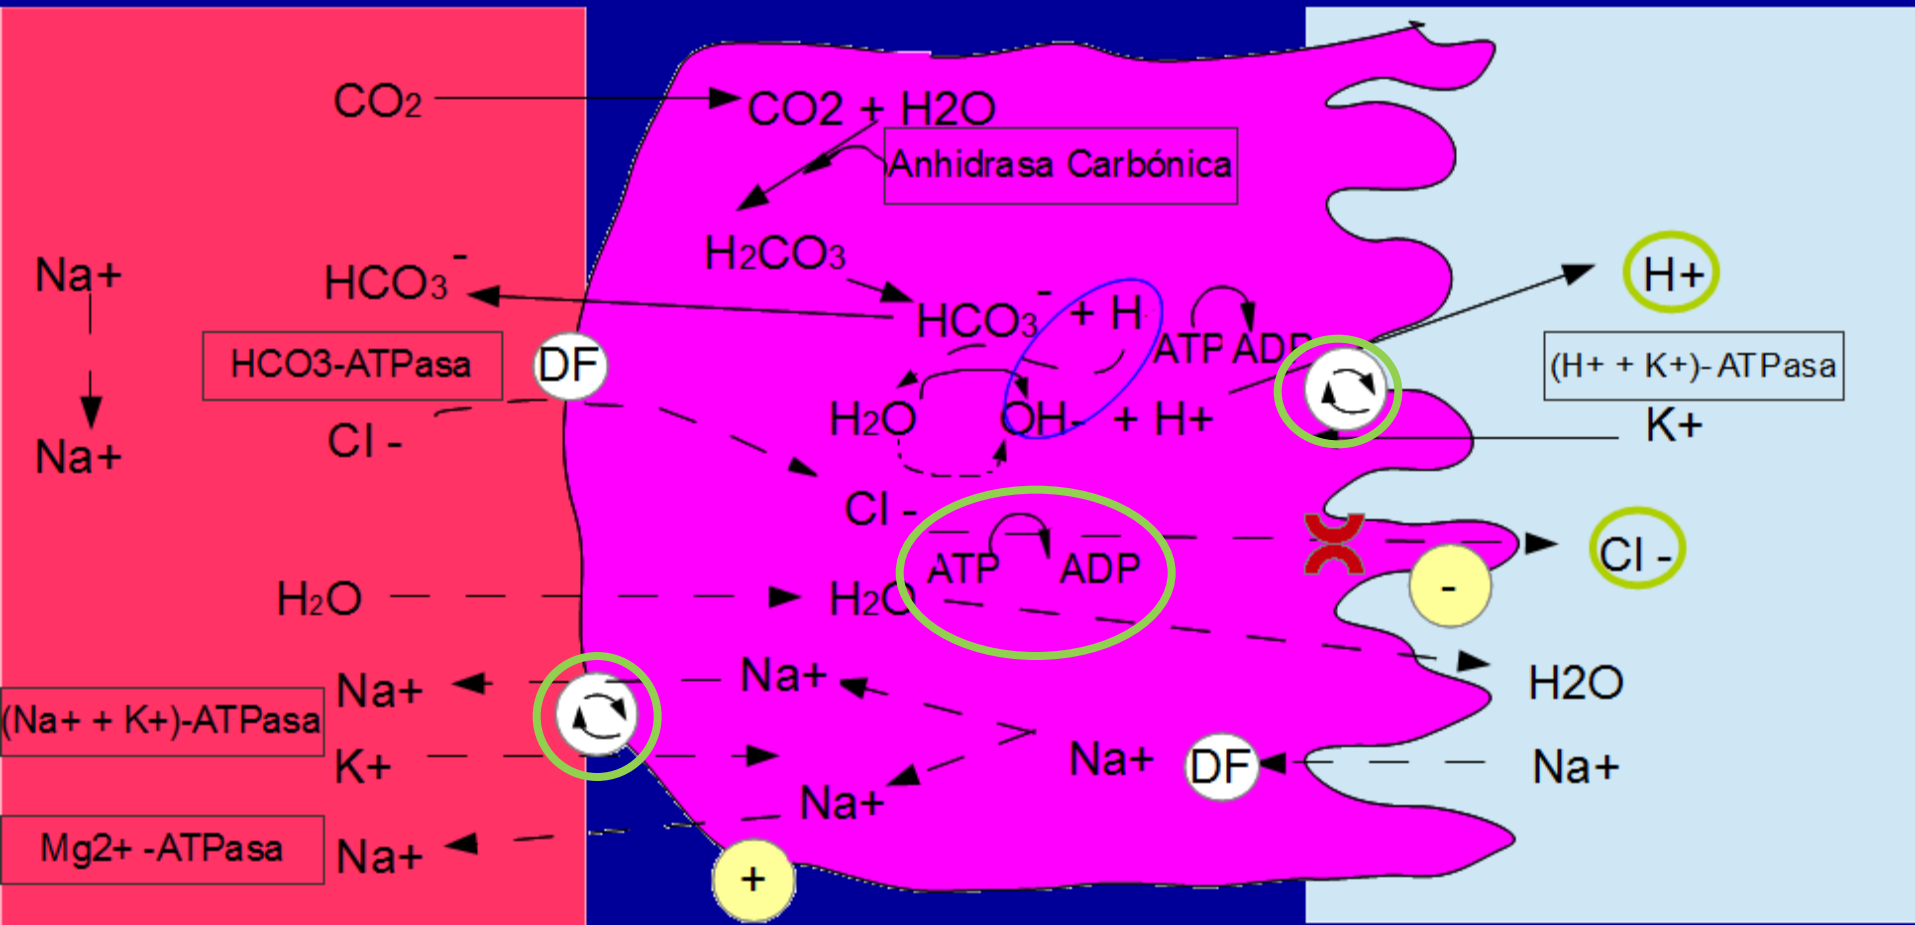 CO2
CO2 + H2O
Anhidrasa Carbónica
H2CO3
Na+
HCO3 -
HCO3 - + H
H+
ATP ADP
HCO3-ATPasa
DF
(H+ + K+)-ATPasa
Na+
Cl -
H2O
OH- + H+
K+
Cl -
Cl -
ATP
ADP
-
H2O
H2O
Na+
Na+
H2O
(Na+ + K+)-ATPasa
K+
Na+
DF
Na+
Na+
Mg2+ -ATPasa
Na+
+